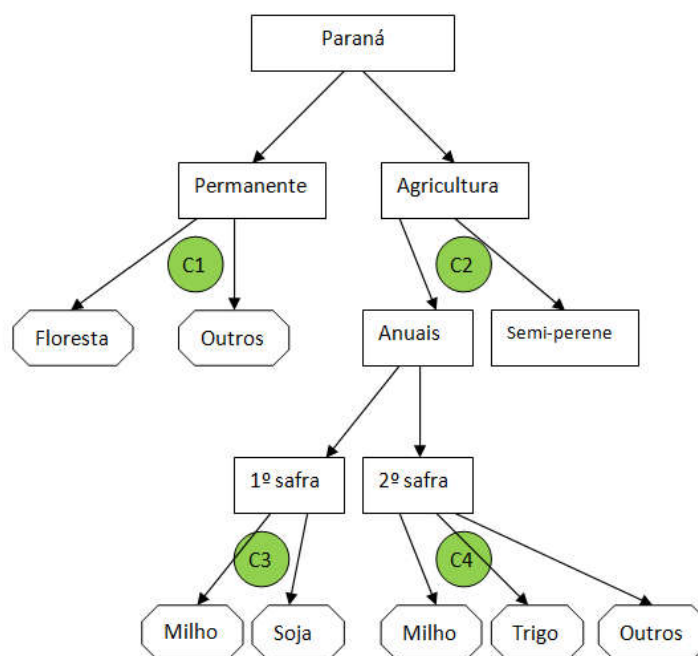 Paraná
Permanente
Agricultura
C1
C2
Floresta
Outros
Anuais
Semi-perene
1º safra
2º safra
C3
C4
Milho
Soja
Milho
Trigo
Outros